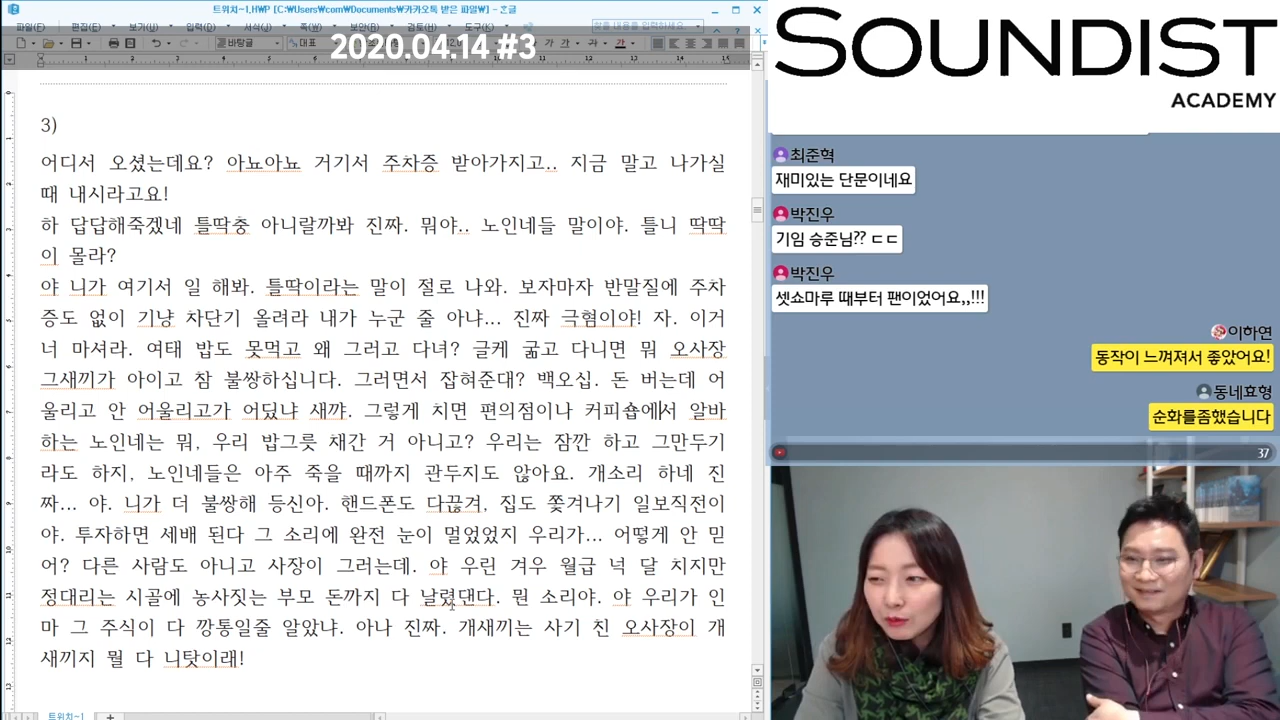 트위치~1.HWP [C:\Users\com\Documents\카카오톡 받은 파일\] - 흔글
2020.04.14 #3
3)
어디서 오셨는데요? 아뇨아뇨 거기서 주차증 받아가지고.. 지금 말고 나가실
때 내시라고요!
하 답답해죽겠네 틀딱충 아니랄까봐 진짜. 뭐야.. 노인네들 말이야. 틀니 딱딱
이 몰라?
야 니가 여기서 일 해봐. 틀딱이라는 말이 절로 나와. 보자마자 반말질에 주차
증도 없이 기냥 차단기 올려라 내가 누군 줄 아냐... 진짜 극혐이야! 자. 이거
너 마셔라. 여태 밥도 못먹고 왜 그러고 다녀? 글케 굶고 다니면 뭐 오사장
그새끼가 아이고 참 불쌍하십니다. 그러면서 잡혀준대? 백오십. 돈 버는데 어
울리고 안 어울리고가 어딨냐 새꺄. 그렇게 치면 편의점이나 커피숍에서 알바
하는 노인네는 뭐, 우리 밥그릇 채간 거 아니고? 우리는 잠깐 하고 그만두기
라도 하지, 노인네들은 아주 죽을 때까지 관두지도 않아요. 개소리 하네 진
짜... 야. 니가 더 불쌍해 등신아. 핸드폰도 다끊겨, 집도 쫓겨나기 일보직전이
야. 투자하면 세배 된다 그 소리에 완전 눈이 멀었었지 우리가... 어떻게 안 믿
어? 다른 사람도 아니고 사장이 그러는데. 야 우린 겨우 월급 넉 달 치지만
정대리는 시골에 농사짓는 부모 돈까지 다 날렸댄다. 뭔 소리야. 야 우리가 인
마 그 주식이 다 깡통일줄 알았냐. 아나 진짜. 개새끼는 사기 친 오사장이 개
새끼지 뭘 다 니탓이래!
트위치~1
SOUNDIST
ACADEMY
최준혁
재미있는 단문이네요
박진우
기임 승준님?? ㄷㄷ
박진우
셋쇼마루 때부터 팬이었어요,,!!!
이하연
동작이 느껴져서 좋았어요!
동네효형
순화를좀했습니다
37